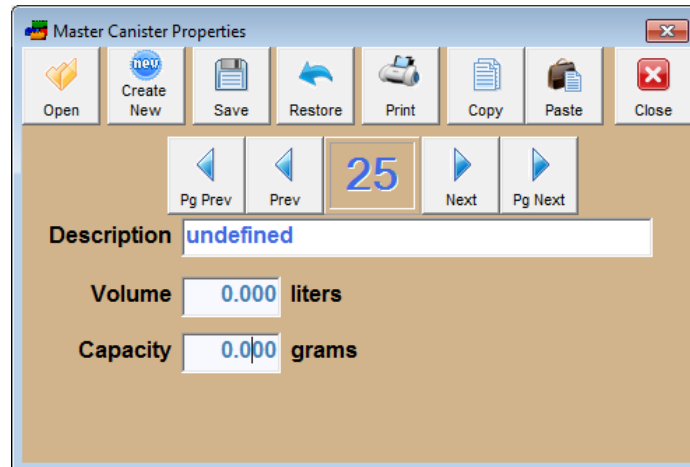 Master Canister Properties
new
Open
Create
New
Save
Restore
Print
Copy
Paste
Close
Pg Prev
Prev
25
Next
Pg Next
Description undefined
Volume 0.000 liters
Capacity 0.000 grams